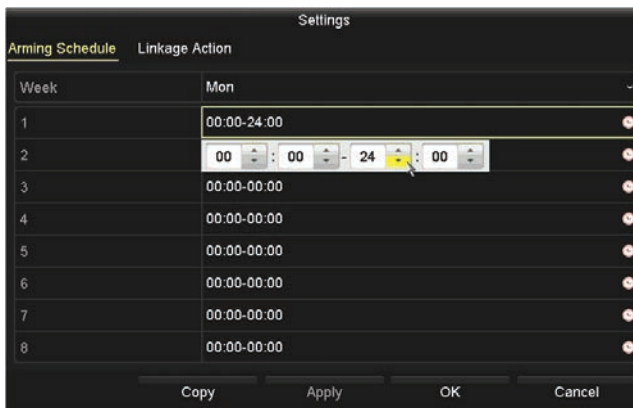 Settings
Arming Schedule Linkage Action
Week Mon
1 00:00-24:00
2 00 : 00 - 24 : 00
3 00:00-00:00
4 00:00-00:00
5 00:00-00:00
6 00:00-00:00
7 00:00-00:00
8 00:00-00:00
Copy Apply OK Cancel